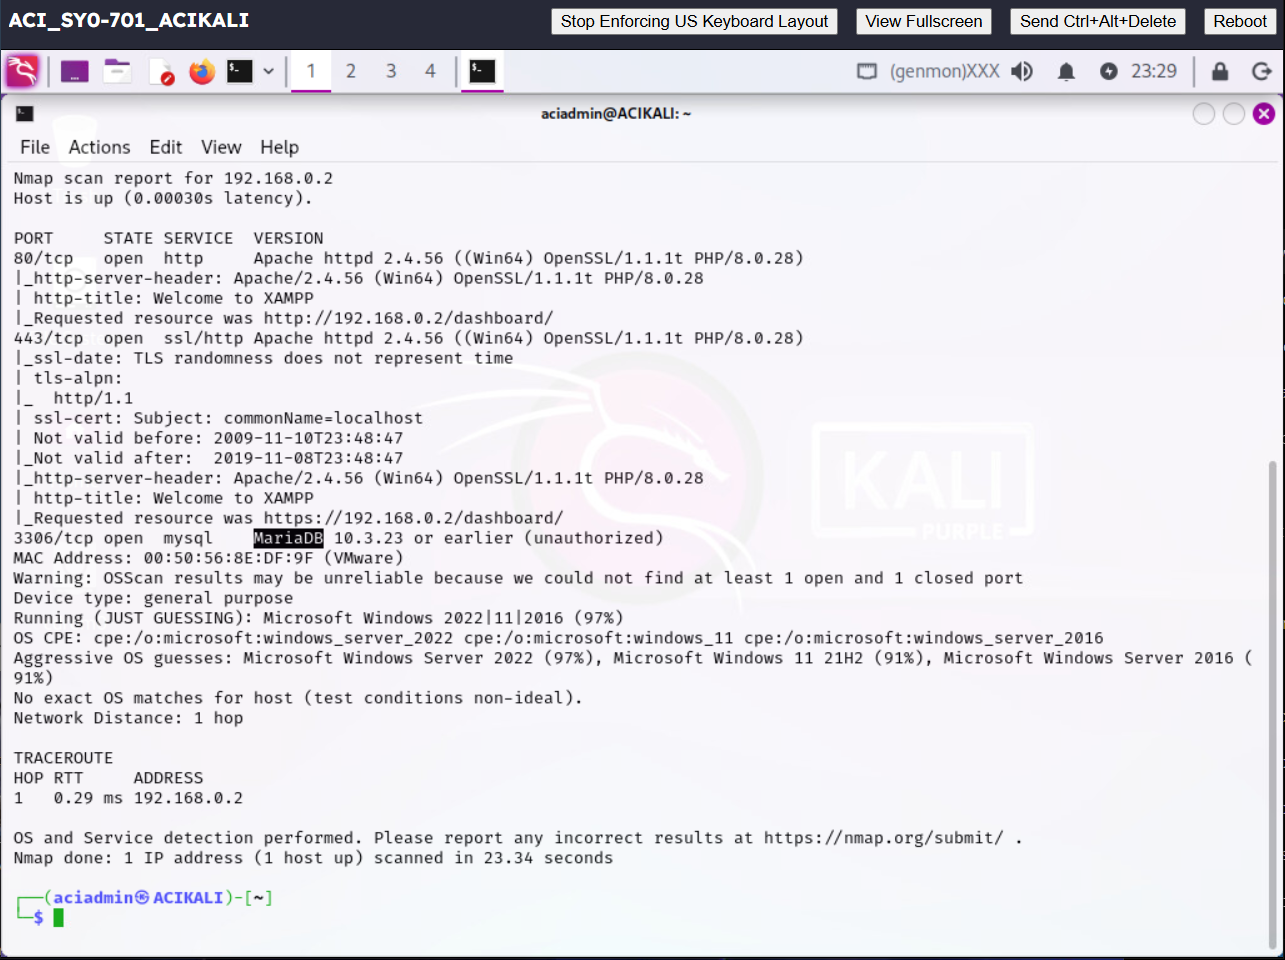 ACI_SY0-701_ACIKALI
Stop Enforcing US Keyboard Layout
View Fullscreen
Send Ctrl+Alt+Delete
Reboot
1 2 3 4
(genmon)XXX
23:29
aciadmin@ACIKALI: ~
File Actions Edit View Help
Nmap scan report for 192.168.0.2
Host is up (0.00030s latency).
PORT     STATE SERVICE  VERSION
80/tcp   open  http     Apache httpd 2.4.56 ((Win64) OpenSSL/1.1.1t PHP/8.0.28)
|_http-server-header: Apache/2.4.56 (Win64) OpenSSL/1.1.1t PHP/8.0.28
| http-title: Welcome to XAMPP
|_Requested resource was http://192.168.0.2/dashboard/
443/tcp  open  ssl/http Apache httpd 2.4.56 ((Win64) OpenSSL/1.1.1t PHP/8.0.28)
|_ssl-date: TLS randomness does not represent time
| tls-alpn:
|_  http/1.1
| ssl-cert: Subject: commonName=localhost
| Not valid before: 2009-11-10T23:48:47
|_Not valid after:  2019-11-08T23:48:47
|_http-server-header: Apache/2.4.56 (Win64) OpenSSL/1.1.1t PHP/8.0.28
| http-title: Welcome to XAMPP
|_Requested resource was https://192.168.0.2/dashboard/
3306/tcp open  mysql    MariaDB 10.3.23 or earlier (unauthorized)
MAC Address: 00:50:56:8E:DF:9F (VMware)
Warning: OSScan results may be unreliable because we could not find at least 1 open and 1 closed port
Device type: general purpose
Running (JUST GUESSING): Microsoft Windows 2022|11|2016 (97%)
OS CPE: cpe:/o:microsoft:windows_server_2022 cpe:/o:microsoft:windows_11 cpe:/o:microsoft:windows_server_2016
Aggressive OS guesses: Microsoft Windows Server 2022 (97%), Microsoft Windows 11 21H2 (91%), Microsoft Windows Server 2016 (
91%)
No exact OS matches for host (test conditions non-ideal).
Network Distance: 1 hop
TRACEROUTE
HOP RTT     ADDRESS
1   0.29 ms 192.168.0.2
OS and Service detection performed. Please report any incorrect results at https://nmap.org/submit/ .
Nmap done: 1 IP address (1 host up) scanned in 23.34 seconds
┌──(aciadmin㉿ACIKALI)-[~]
└─$
KALI
PURPLE